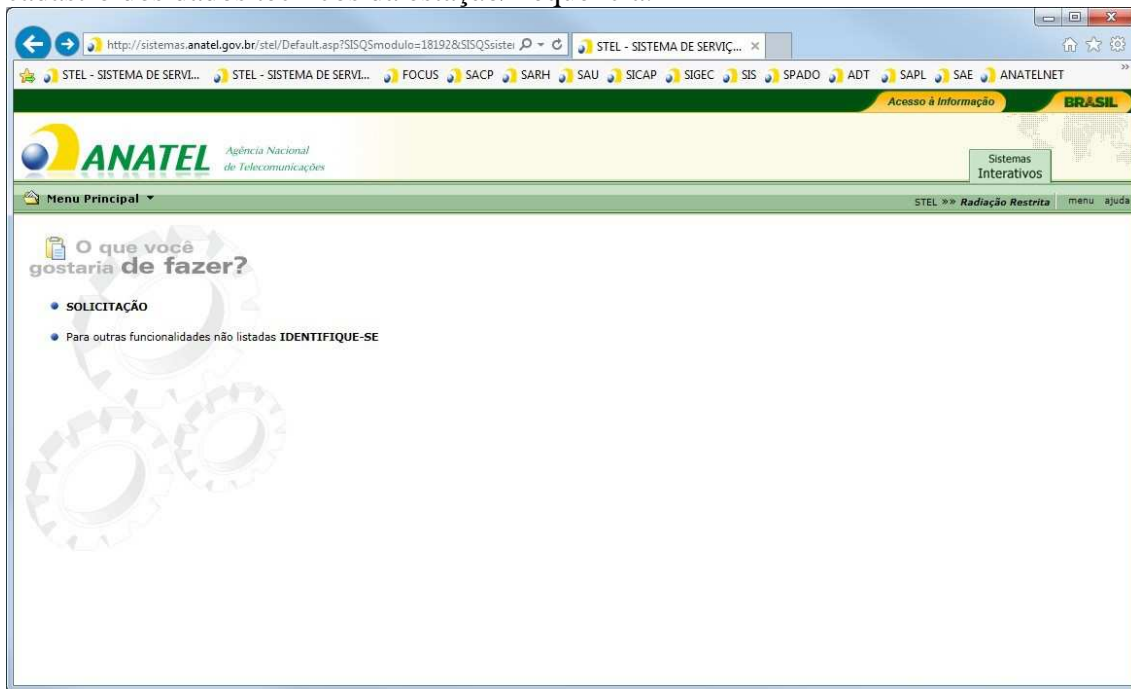 http://sistemas.anatel.gov.br/stel/Default.asp?SISQSmodulo=18192&SISQSsister
STEL - SISTEMA DE SERVIÇ...
STEL - SISTEMA DE SERVI... STEL - SISTEMA DE SERVI... FOCUS SACP SARH SAU SICAP SIGEC SIS SPADO ADT SAPL SAE ANATELNET
Acesso à Informação BRASIL
ANATEL
Agência Nacional
de Telecomunicações
Sistemas
Interativos
Menu Principal STEL »» Radiação Restrita menu ajuda
O que você
gostaria de fazer?
SOLICITAÇÃO
Para outras funcionalidades não listadas IDENTIFIQUE-SE